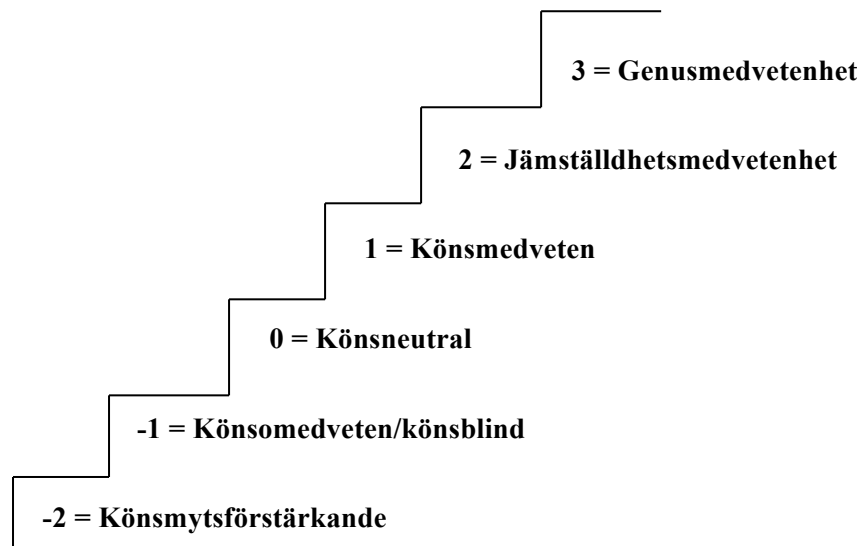 3 = Genusmedvetenhet
2 = Jämställdhetsmedvetenhet
1 = Könsmedveten
0 = Könsneutral
-1 = Könsomedveten/könsblind
-2 = Könsmytsförstärkande